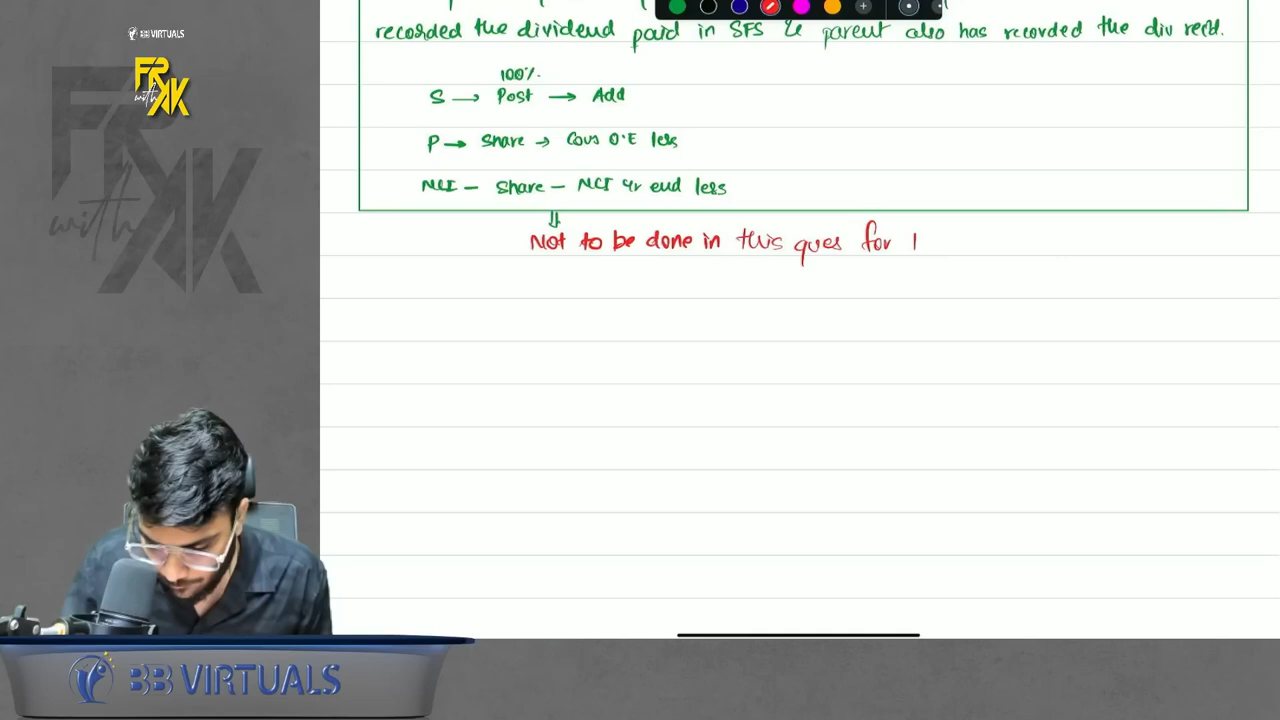 BB VIRTUALS
FR
with AK
recorded the dividend paid in SFS & parent also has recorded the div recd.
100%.
S → Post → Add
P → Share → Cons O.E less
NCI - Share - NCI yr end less
Not to be done in this ques for
BB VIRTUALS